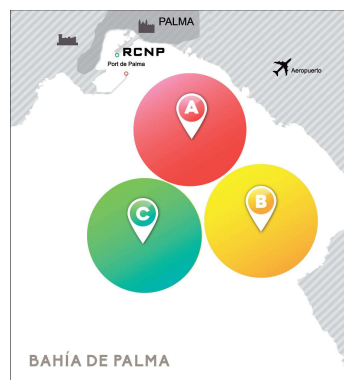 PALMA
RCNP
Port de Palma
Aeropuerto
A
B
C
BAHÍA DE PALMA